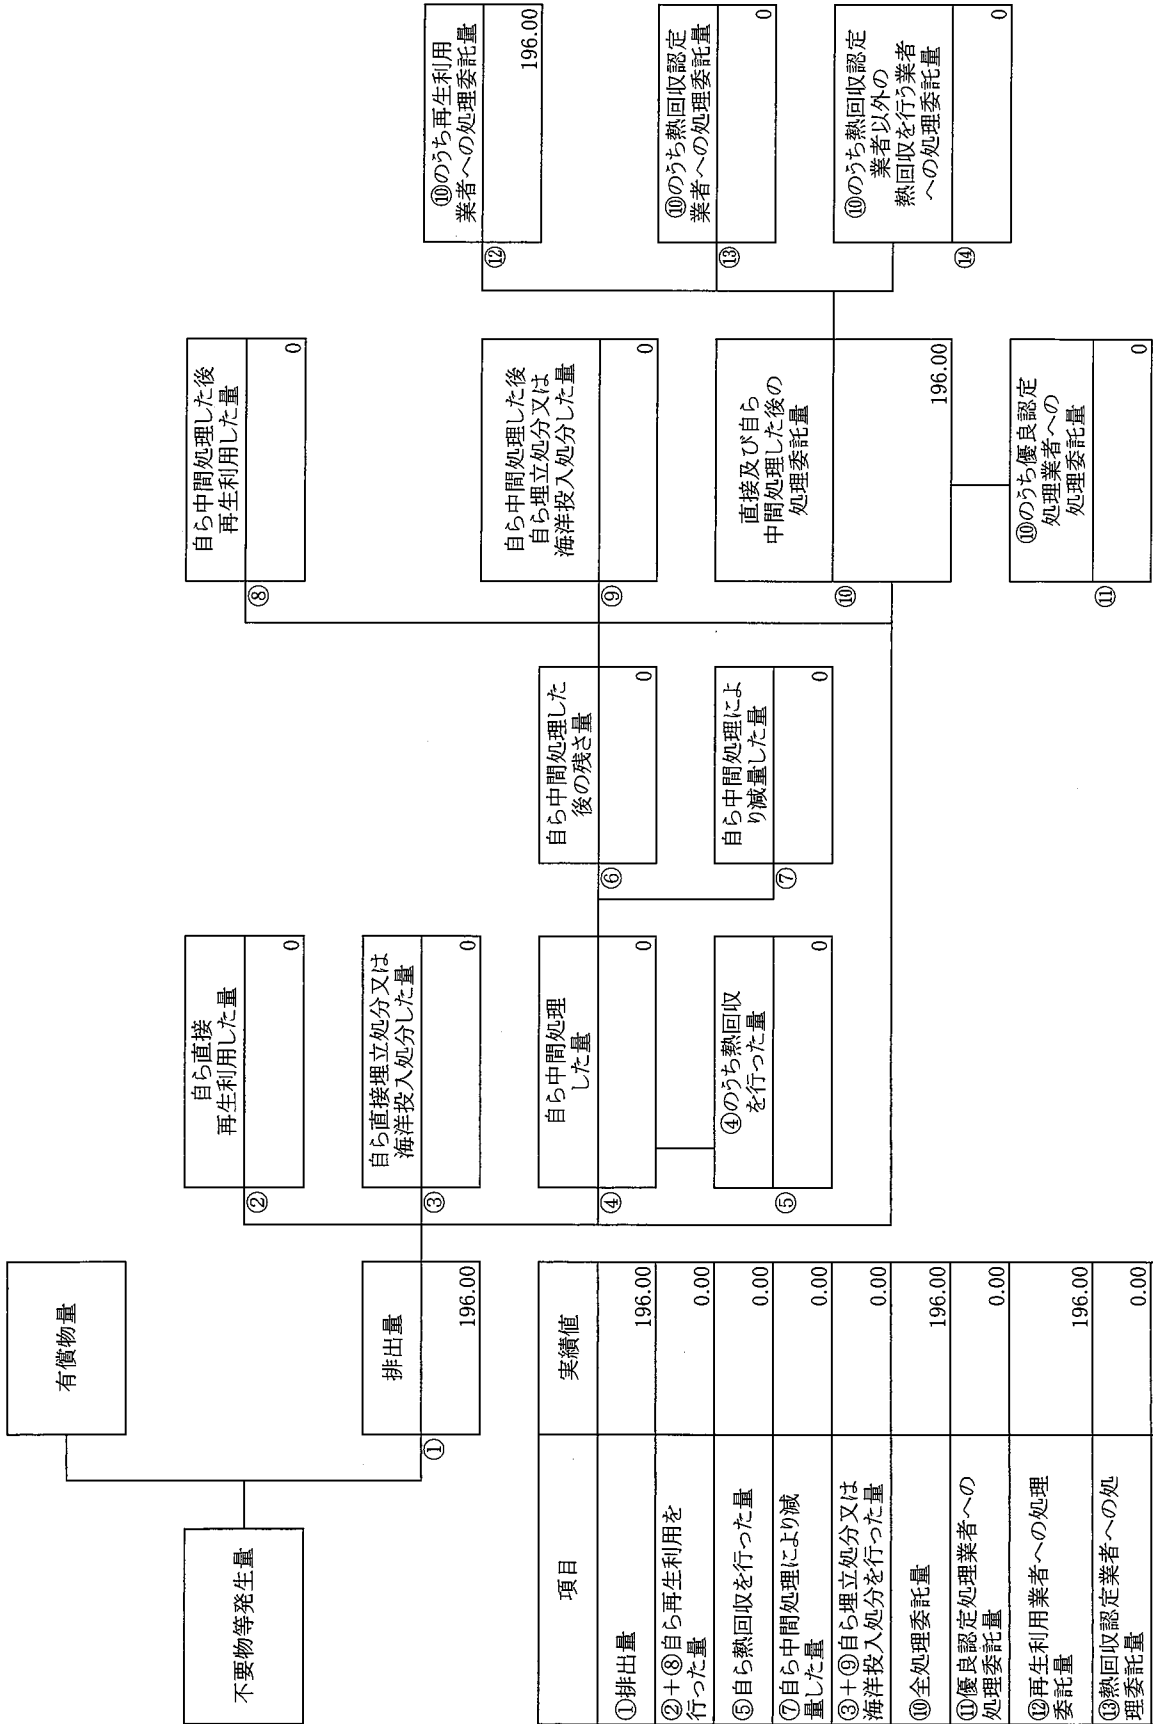 不要物等発生量
有償物量
①
排出量
196.00
②
自ら直接
再生利用した量
0
③
自ら直接埋立処分又は
海洋投入処分した量
0
④
自ら中間処理
した量
0
⑤
④のうち熱回収
を行った量
0
⑥
自ら中間処理した
後の残さ量
0
⑦
自ら中間処理によ
り減量した量
0
⑧
自ら中間処理した後
再生利用した量
0
⑨
自ら中間処理した後
自ら埋立処分又は
海洋投入処分した量
0
⑩
直接及び自ら
中間処理した後の
処理委託量
196.00
⑪
⑩のうち優良認定
処理業者への
処理委託量
0
⑫
⑩のうち再生利用
業者への処理委託量
196.00
⑬
⑩のうち熱回収認定
業者への処理委託量
0
⑭
⑩のうち熱回収認定
業者以外の
熱回収を行う業者
への処理委託量
0
項目 実績値
①排出量 196.00
②+⑧自ら再生利用を
行った量 0.00
⑤自ら熱回収を行った量 0.00
⑦自ら中間処理により減
量した量 0.00
③+⑨自ら埋立処分又は
海洋投入処分を行った量 0.00
⑩全処理委託量 196.00
⑪優良認定処理業者への
処理委託量 0.00
⑫再生利用業者への処理
委託量 196.00
⑬熱回収認定業者への処
理委託量 0.00